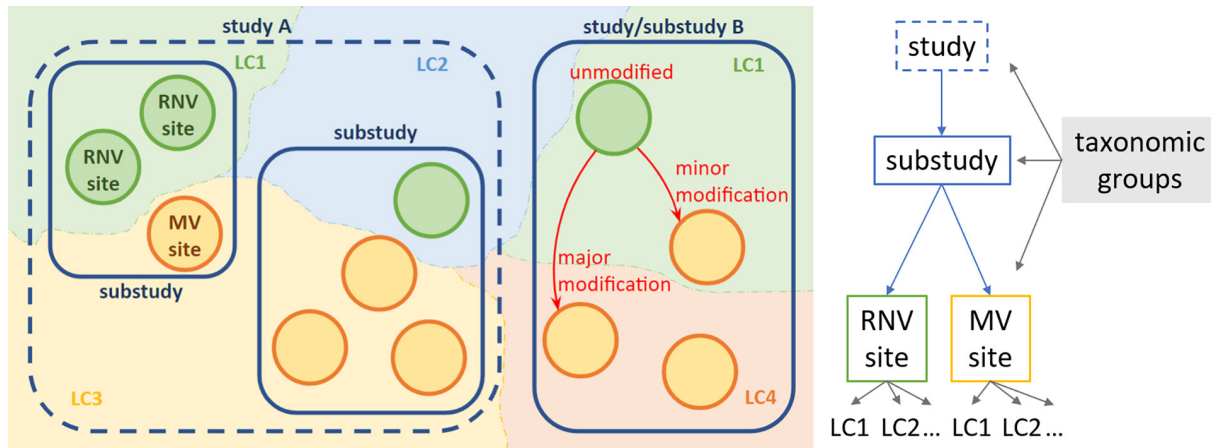 study A
LC1
LC2
RNV
site
RNV
site
MV
site
substudy
substudy
LC3
study/substudy B
unmodified
LC1
minor
modification
major
modification
LC4
study
substudy
taxonomic
groups
RNV
site
MV
site
LC1 LC2... LC1 LC2...